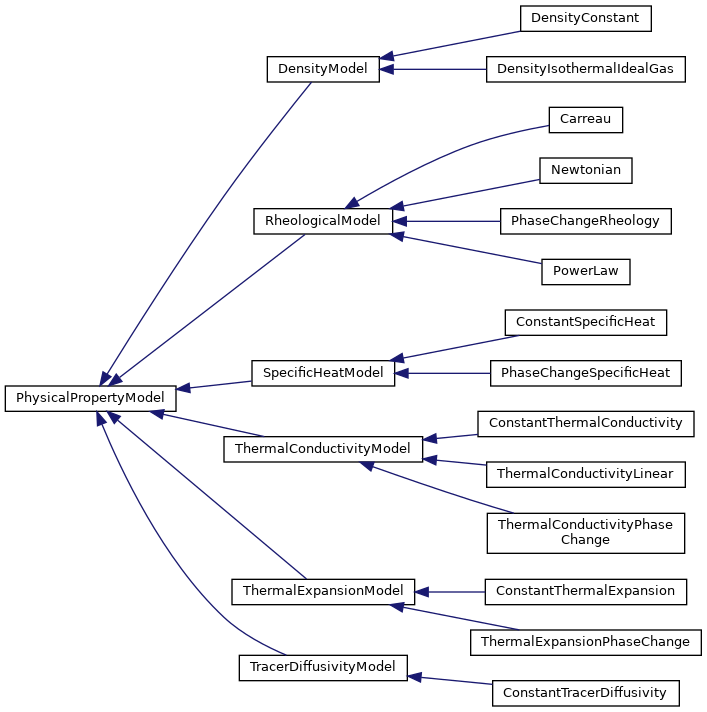 DensityConstant
DensityModel
DensityIsothermalIdealGas
Carreau
Newtonian
RheologicalModel
PhaseChangeRheology
PowerLaw
ConstantSpecificHeat
SpecificHeatModel
PhaseChangeSpecificHeat
PhysicalPropertyModel
ConstantThermalConductivity
ThermalConductivityModel
ThermalConductivityLinear
ThermalConductivityPhase
Change
ThermalExpansionModel
ConstantThermalExpansion
ThermalExpansionPhaseChange
TracerDiffusivityModel
ConstantTracerDiffusivity